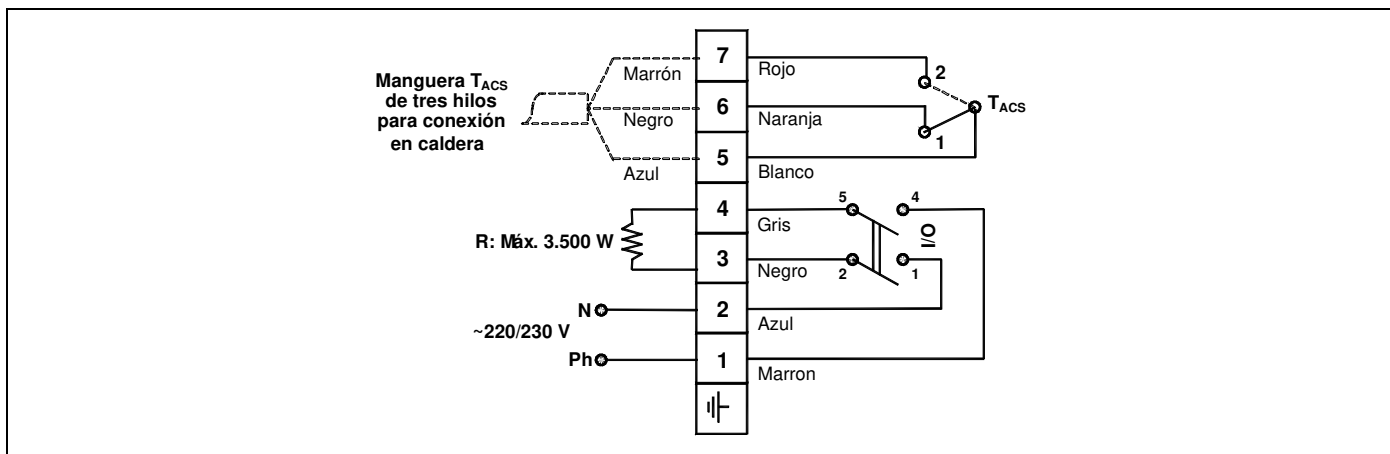 7
Marrón
Rojo
2
Manguera TACS
de tres hilos
para conexión
en caldera
6
TACS
Negro
Naranja
1
5
Azul
Blanco
4
5
4
Gris
I/O
R: Máx. 3.500 W
3
Negro
2
1
N
2
Azul
~220/230 V
Ph
1
Marron